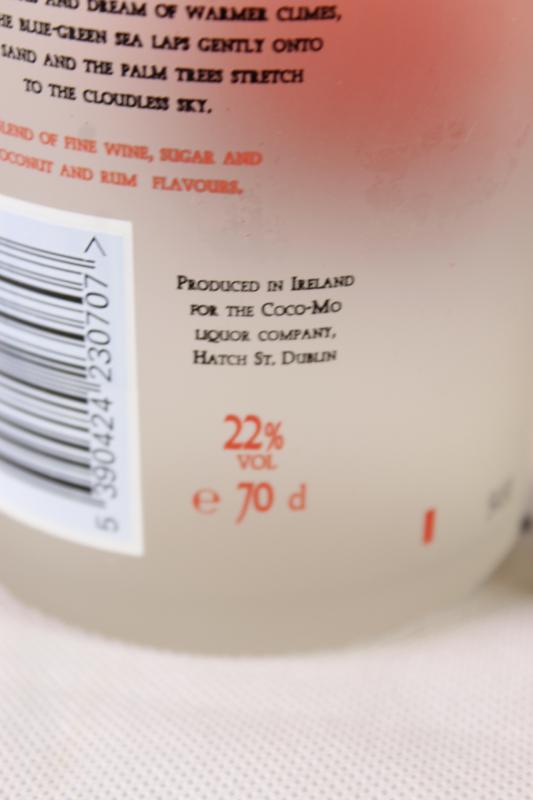 AND DREAM OF WARMER CLIMES,
BLUE-GREEN SEA LAPS GENTLY ONTO
SAND AND THE PALM TREES STRETCH
TO THE CLOUDLESS SKY.
OF FINE WINE, SUGAR AND
AND RUM FLAVOURS.
PRODUCED IN IRELAND
FOR THE COCO-MO
LIQUOR COMPANY,
HATCH ST. DUBLIN
22%
VOL
e 70 cl
5 390424 230707 >